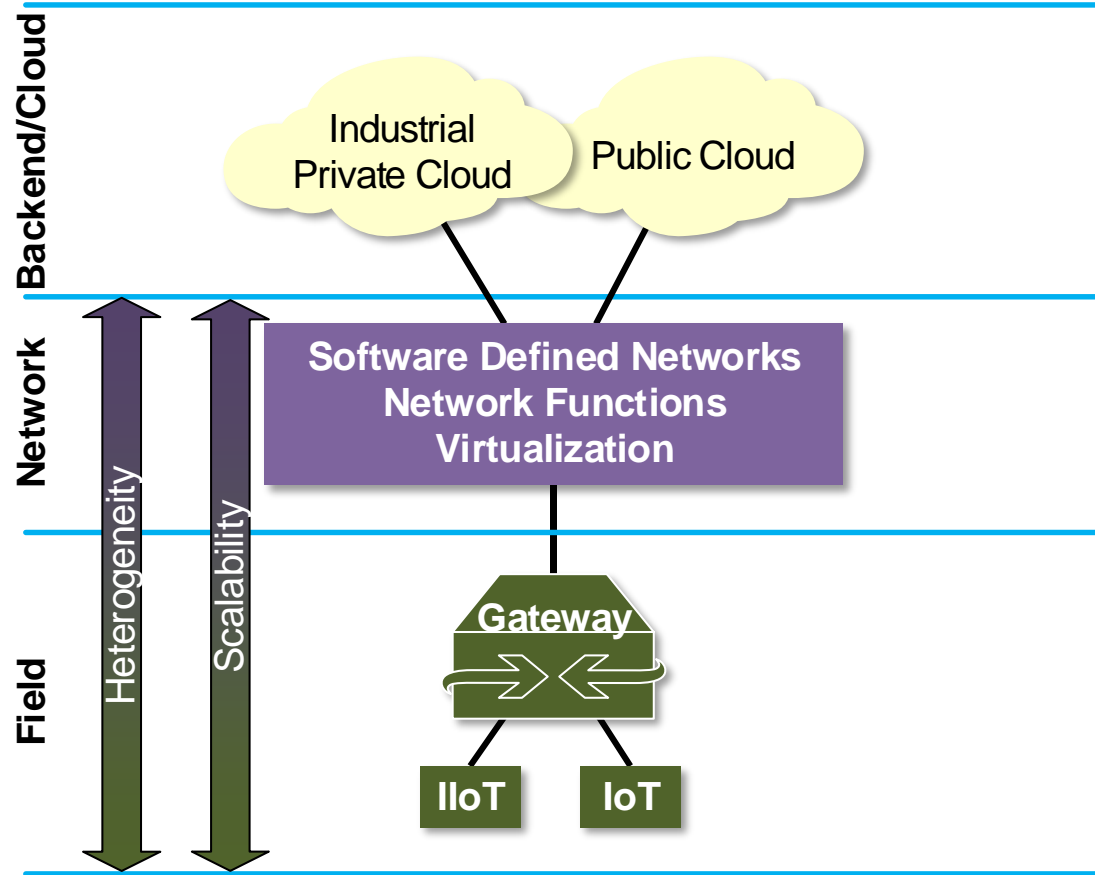 Backend/Cloud
Industrial
Private Cloud
Public Cloud
Network
Software Defined Networks
Network Functions
Virtualization
Heterogeneity
Scalability
Field
Gateway
IIoT
IoT